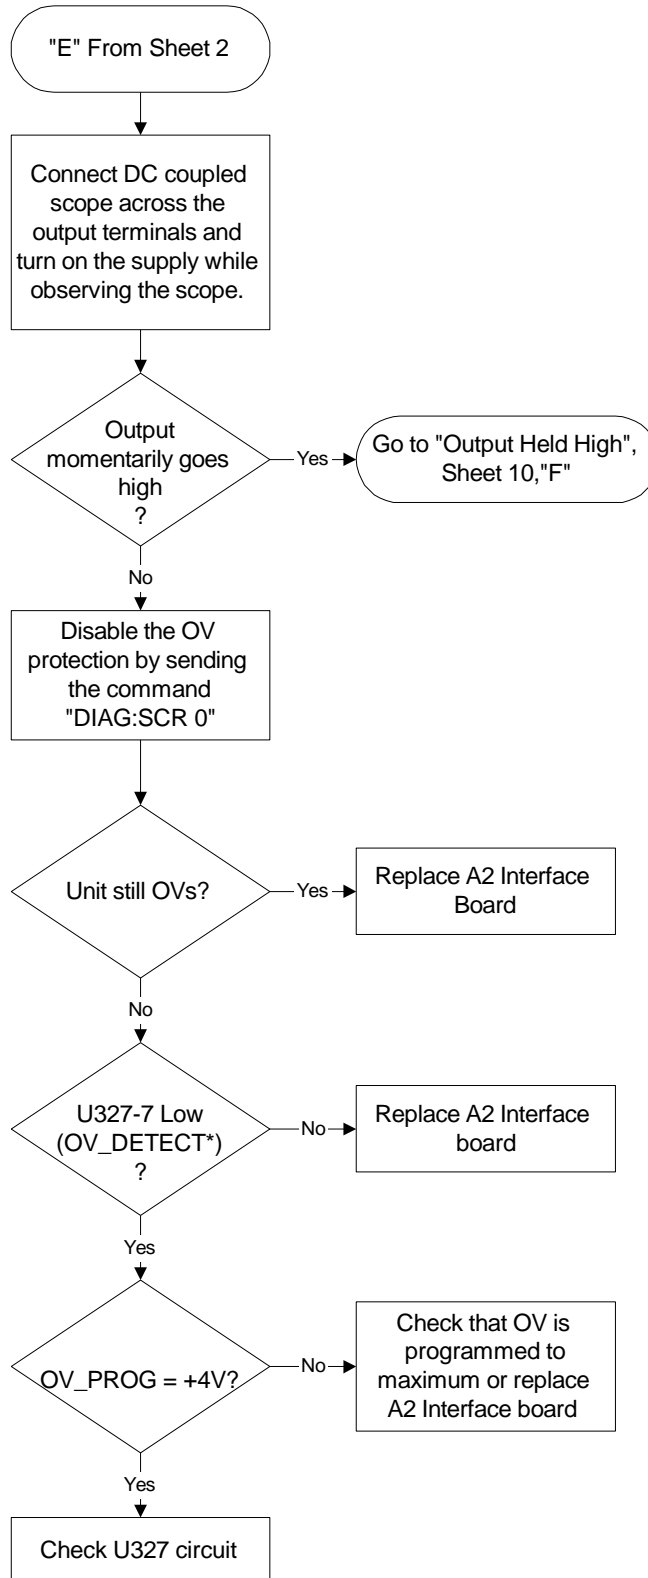 "E" From Sheet 2
Connect DC coupled
scope across the
output terminals and
turn on the supply while
observing the scope.
Output
momentarily goes
high
?
Yes
Go to "Output Held High",
Sheet 10,"F"
No
Disable the OV
protection by sending
the command
"DIAG:SCR 0"
Unit still OVs?
Yes
Replace A2 Interface
Board
No
U327-7 Low
(OV_DETECT*)
?
No
Replace A2 Interface
board
Yes
OV_PROG = +4V?
No
Check that OV is
programmed to
maximum or replace
A2 Interface board
Yes
Check U327 circuit